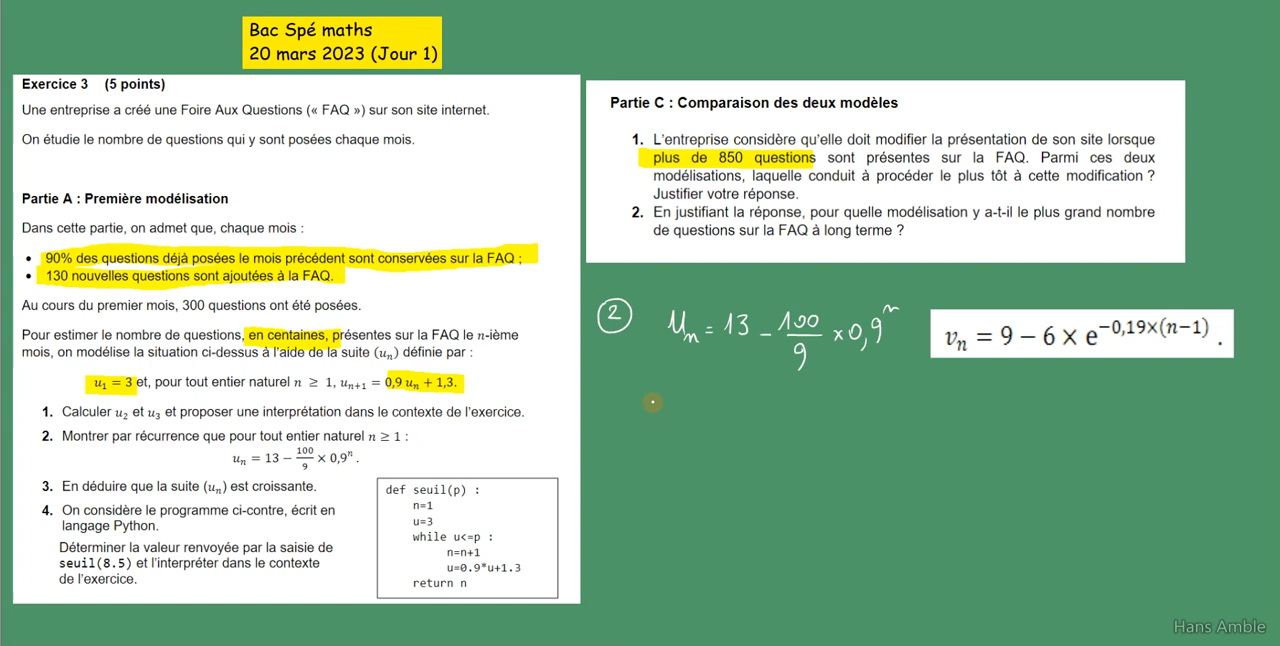 Bac Spé maths
20 mars 2023 (Jour 1)
Exercice 3 (5 points)
Une entreprise a créé une Foire Aux Questions (« FAQ ») sur son site internet.
On étudie le nombre de questions qui y sont posées chaque mois.
Partie A : Première modélisation
Dans cette partie, on admet que, chaque mois :
• 90% des questions déjà posées le mois précédent sont conservées sur la FAQ ;
• 130 nouvelles questions sont ajoutées à la FAQ.
Au cours du premier mois, 300 questions ont été posées.
Pour estimer le nombre de questions, en centaines, présentes sur la FAQ le n-ième
mois, on modélise la situation ci-dessus à l'aide de la suite (uₙ) définie par :
u₁ = 3 et, pour tout entier naturel n ≥ 1, uₙ₊₁ = 0,9 uₙ + 1,3.
1. Calculer u₂ et u₃ et proposer une interprétation dans le contexte de l'exercice.
2. Montrer par récurrence que pour tout entier naturel n ≥ 1 :
uₙ = 13 − 100/9 × 0,9ⁿ .
3. En déduire que la suite (uₙ) est croissante.
4. On considère le programme ci-contre, écrit en
langage Python.
Déterminer la valeur renvoyée par la saisie de
seuil(8.5) et l'interpréter dans le contexte
de l'exercice.
def seuil(p) :
n=1
u=3
while u<=p :
n=n+1
u=0.9*u+1.3
return n
Partie C : Comparaison des deux modèles
1. L'entreprise considère qu'elle doit modifier la présentation de son site lorsque
plus de 850 questions sont présentes sur la FAQ. Parmi ces deux
modélisations, laquelle conduit à procéder le plus tôt à cette modification ?
Justifier votre réponse.
2. En justifiant la réponse, pour quelle modélisation y a-t-il le plus grand nombre
de questions sur la FAQ à long terme ?
② uₙ = 13 − 100/9 × 0,9ⁿ
vₙ = 9 − 6 × e^(−0,19×(n−1)) .
Hans Amble